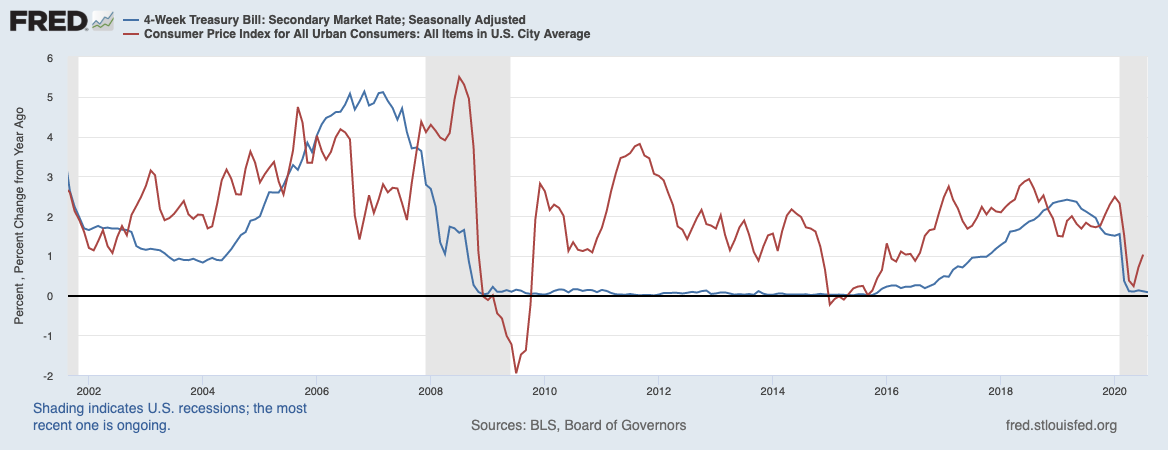 FRED
4-Week Treasury Bill: Secondary Market Rate; Seasonally Adjusted
Consumer Price Index for All Urban Consumers: All Items in U.S. City Average
Percent , Percent Change from Year Ago
6
5
4
3
2
1
0
-1
-2
2002
2004
2006
2008
2010
2012
2014
2016
2018
2020
Shading indicates U.S. recessions; the most
recent one is ongoing.
Sources: BLS, Board of Governors
fred.stlouisfed.org